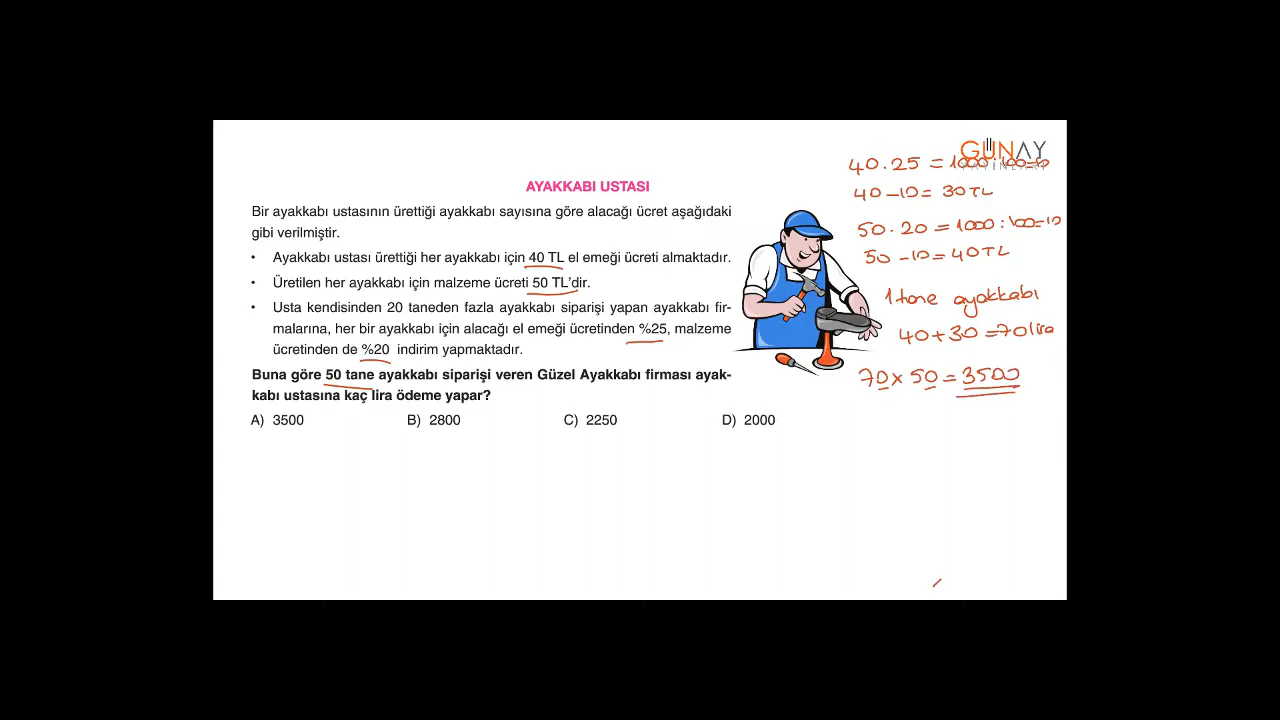 GÜNAY
AYAKKABI USTASI
Bir ayakkabı ustasının ürettiği ayakkabı sayısına göre alacağı ücret aşağıdaki
gibi verilmiştir.
• Ayakkabı ustası ürettiği her ayakkabı için 40 TL el emeği ücreti almaktadır.
• Üretilen her ayakkabı için malzeme ücreti 50 TL'dir.
• Usta kendisinden 20 taneden fazla ayakkabı siparişi yapan ayakkabı fir-
malarına, her bir ayakkabı için alacağı el emeği ücretinden %25, malzeme
ücretinden de %20 indirim yapmaktadır.
Buna göre 50 tane ayakkabı siparişi veren Güzel Ayakkabı firması ayak-
kabı ustasına kaç lira ödeme yapar?
A) 3500 B) 2800 C) 2250 D) 2000
40 . 25 = 1000 : 100 = 10
40 – 10 = 30 TL
50 . 20 = 1000 : 100 = 10
50 – 10 = 40 TL
1 tane ayakkabı
40 + 30 = 70 lira
70 x 50 = 3500